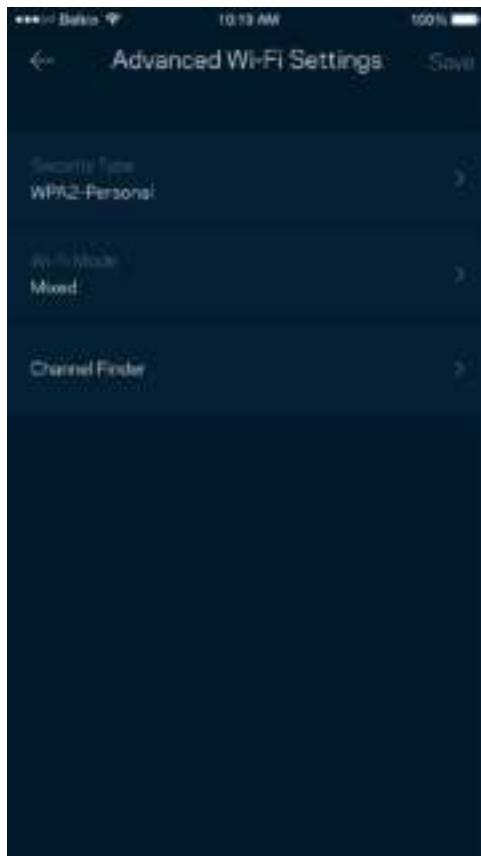 Belkin 10:13 AM 100%
Advanced Wi-Fi Settings Save
Security Type
WPA2-Personal
Wi-Fi Mode
Mixed
Channel Finder